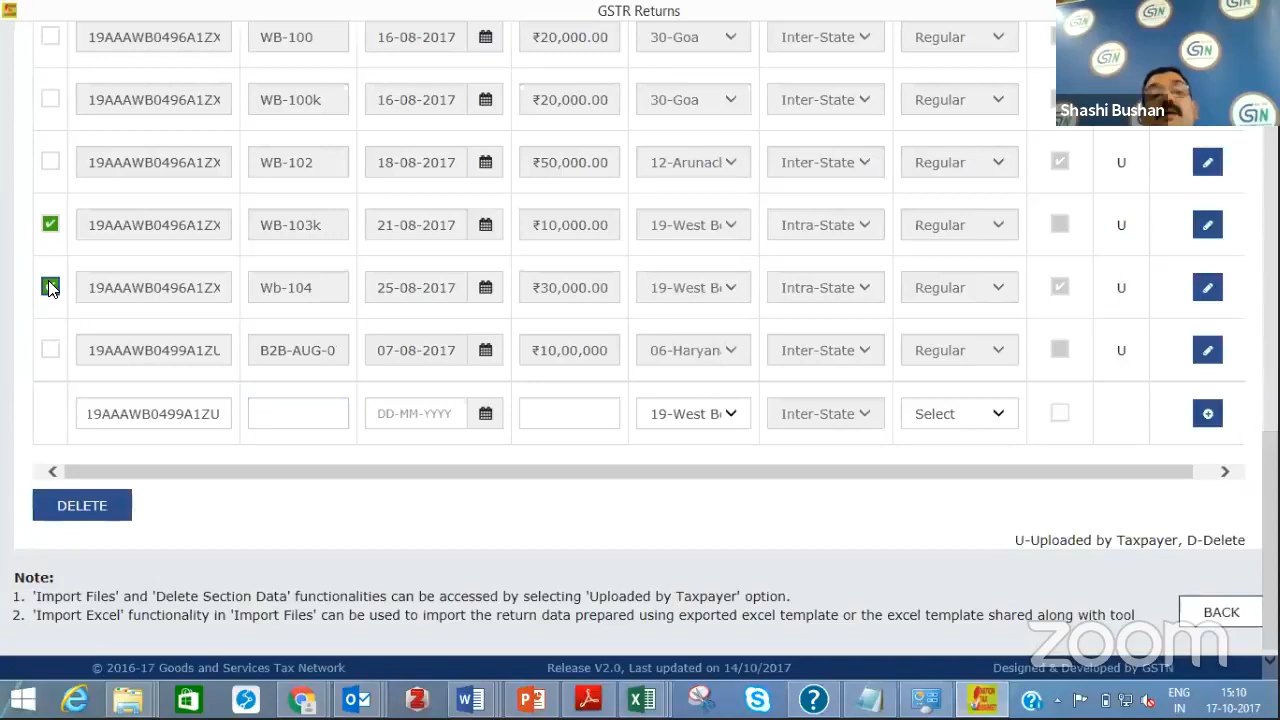 GSTR Returns
19AAAWB0496A1ZX WB-100 16-08-2017 ₹20,000.00 30-Goa Inter-State Regular
19AAAWB0496A1ZX WB-100k 16-08-2017 ₹20,000.00 30-Goa Inter-State Regular
Shashi Bushan
19AAAWB0496A1ZX WB-102 18-08-2017 ₹50,000.00 12-Arunacl Inter-State Regular U
19AAAWB0496A1ZX WB-103k 21-08-2017 ₹10,000.00 19-West Be Intra-State Regular U
19AAAWB0496A1ZX Wb-104 25-08-2017 ₹30,000.00 19-West Be Intra-State Regular U
19AAAWB0499A1ZU B2B-AUG-0 07-08-2017 ₹10,00,000 06-Haryan Inter-State Regular U
19AAAWB0499A1ZU DD-MM-YYYY 19-West Be Inter-State Select
DELETE
U-Uploaded by Taxpayer, D-Delete
Note:
1. 'Import Files' and 'Delete Section Data' functionalities can be accessed by selecting 'Uploaded by Taxpayer' option.
2. 'Import Excel' functionality in 'Import Files' can be used to import the return data prepared using exported excel template or the excel template shared along with tool
BACK
zoom
© 2016-17 Goods and Services Tax Network Release V2.0, Last updated on 14/10/2017 Designed & Developed by GSTN
ENG 15:10
IN 17-10-2017